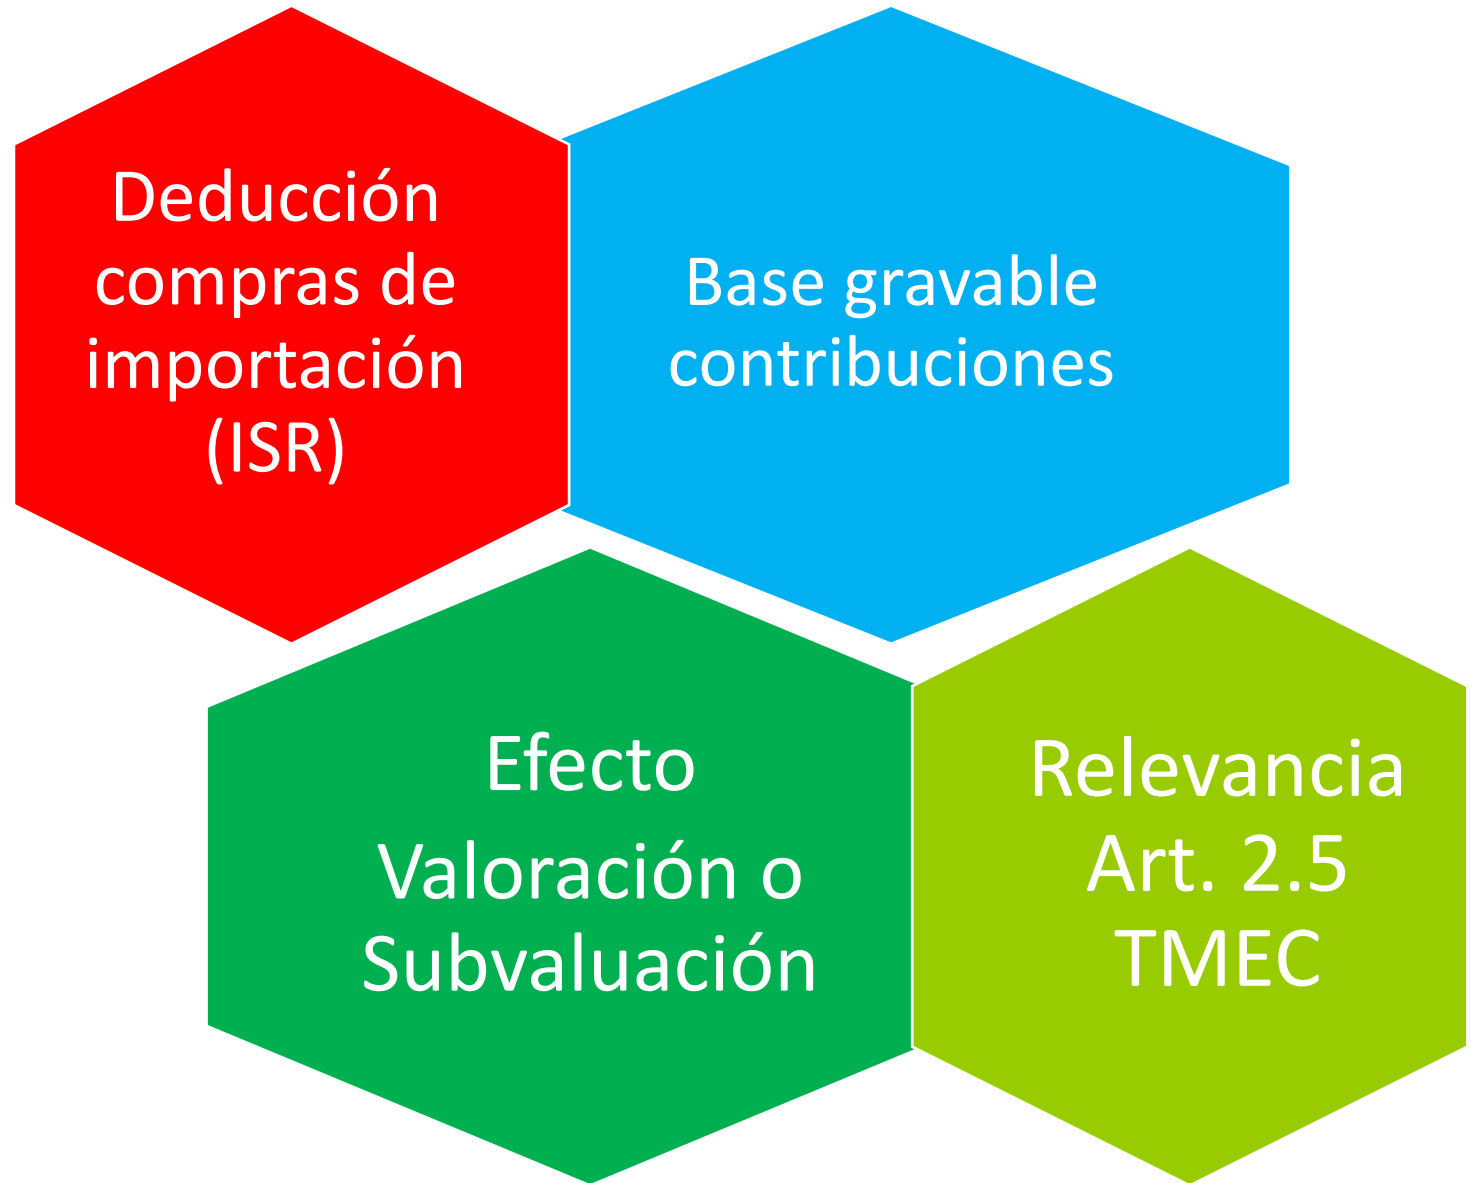 Deducción
compras de
importación
(ISR)
Base gravable
contribuciones
Efecto
Valoración o
Subvaluación
Relevancia
Art. 2.5
TMEC